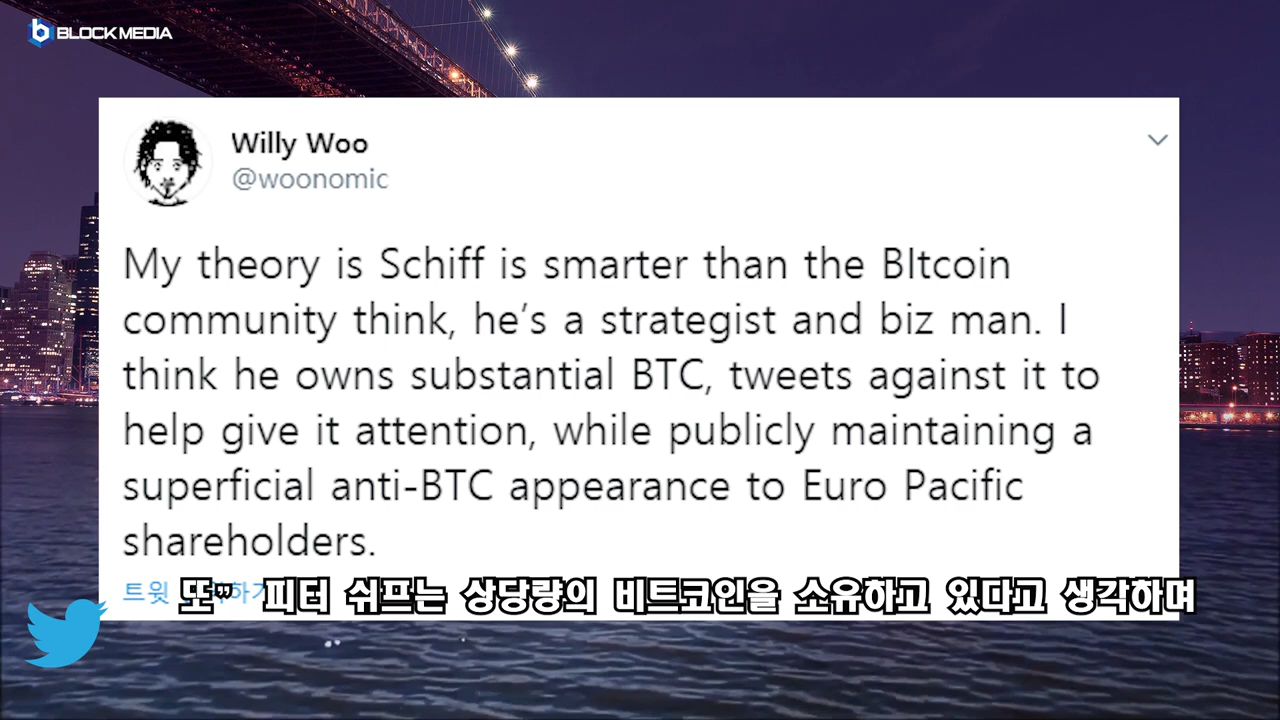 BLOCKMEDIA
Willy Woo
@woonomic
My theory is Schiff is smarter than the BItcoin
community think, he's a strategist and biz man. I
think he owns substantial BTC, tweets against it to
help give it attention, while publicly maintaining a
superficial anti-BTC appearance to Euro Pacific
shareholders.
트윗
또" 피터 쉬프는 상당량의 비트코인을 소유하고 있다고 생각하며